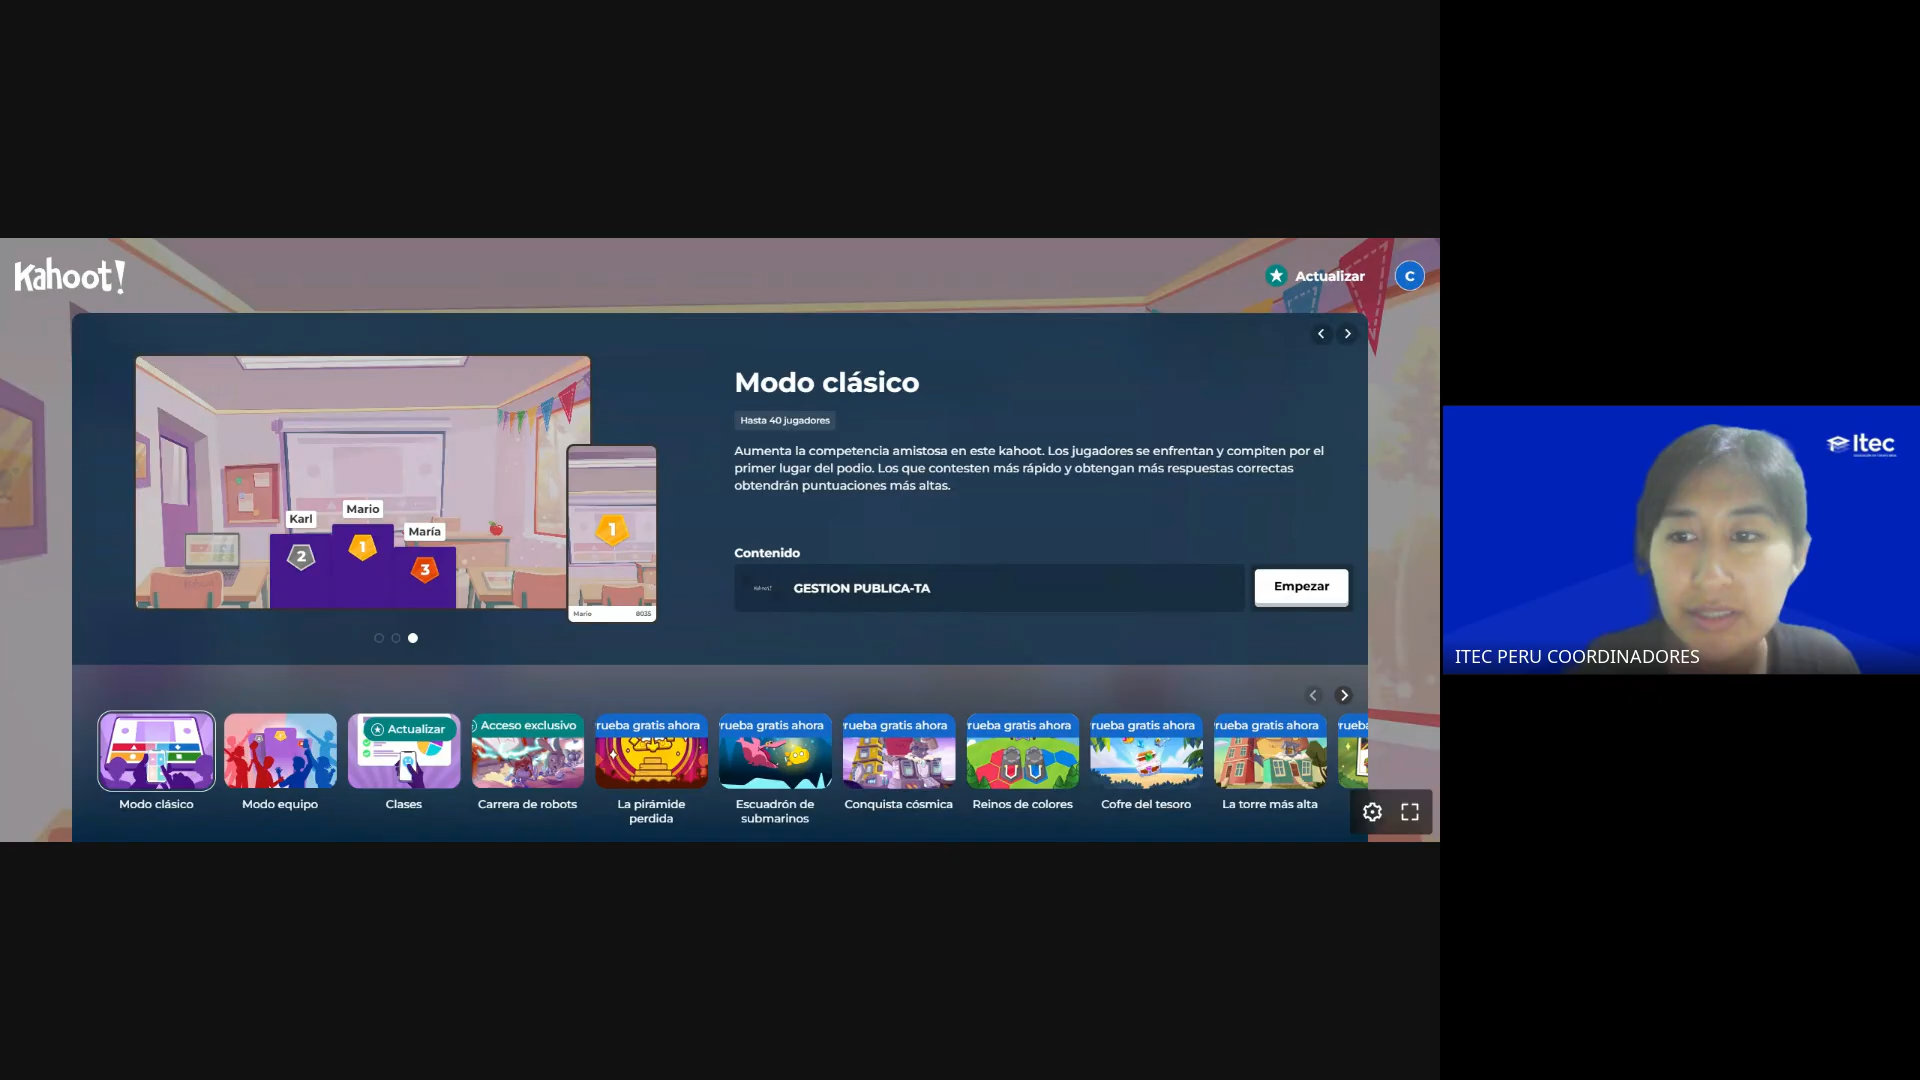 Kahoot!
Actualizar
C
Modo clásico
Hasta 40 jugadores
Aumenta la competencia amistosa en este kahoot. Los jugadores se enfrentan y compiten por el
primer lugar del podio. Los que contesten más rápido y obtengan más respuestas correctas
obtendrán puntuaciones más altas.
Karl
Mario
María
2
1
3
1
Mario
8035
Contenido
Kahoot!
GESTION PUBLICA-TA
Empezar
Actualizar
Acceso exclusivo
rueba gratis ahora
rueba gratis ahora
rueba gratis ahora
rueba gratis ahora
rueba gratis ahora
rueba gratis ahora
rueba
Modo clásico
Modo equipo
Clases
Carrera de robots
La pirámide
perdida
Escuadrón de
submarinos
Conquista cósmica
Reinos de colores
Cofre del tesoro
La torre más alta
Itec
ITEC PERU COORDINADORES